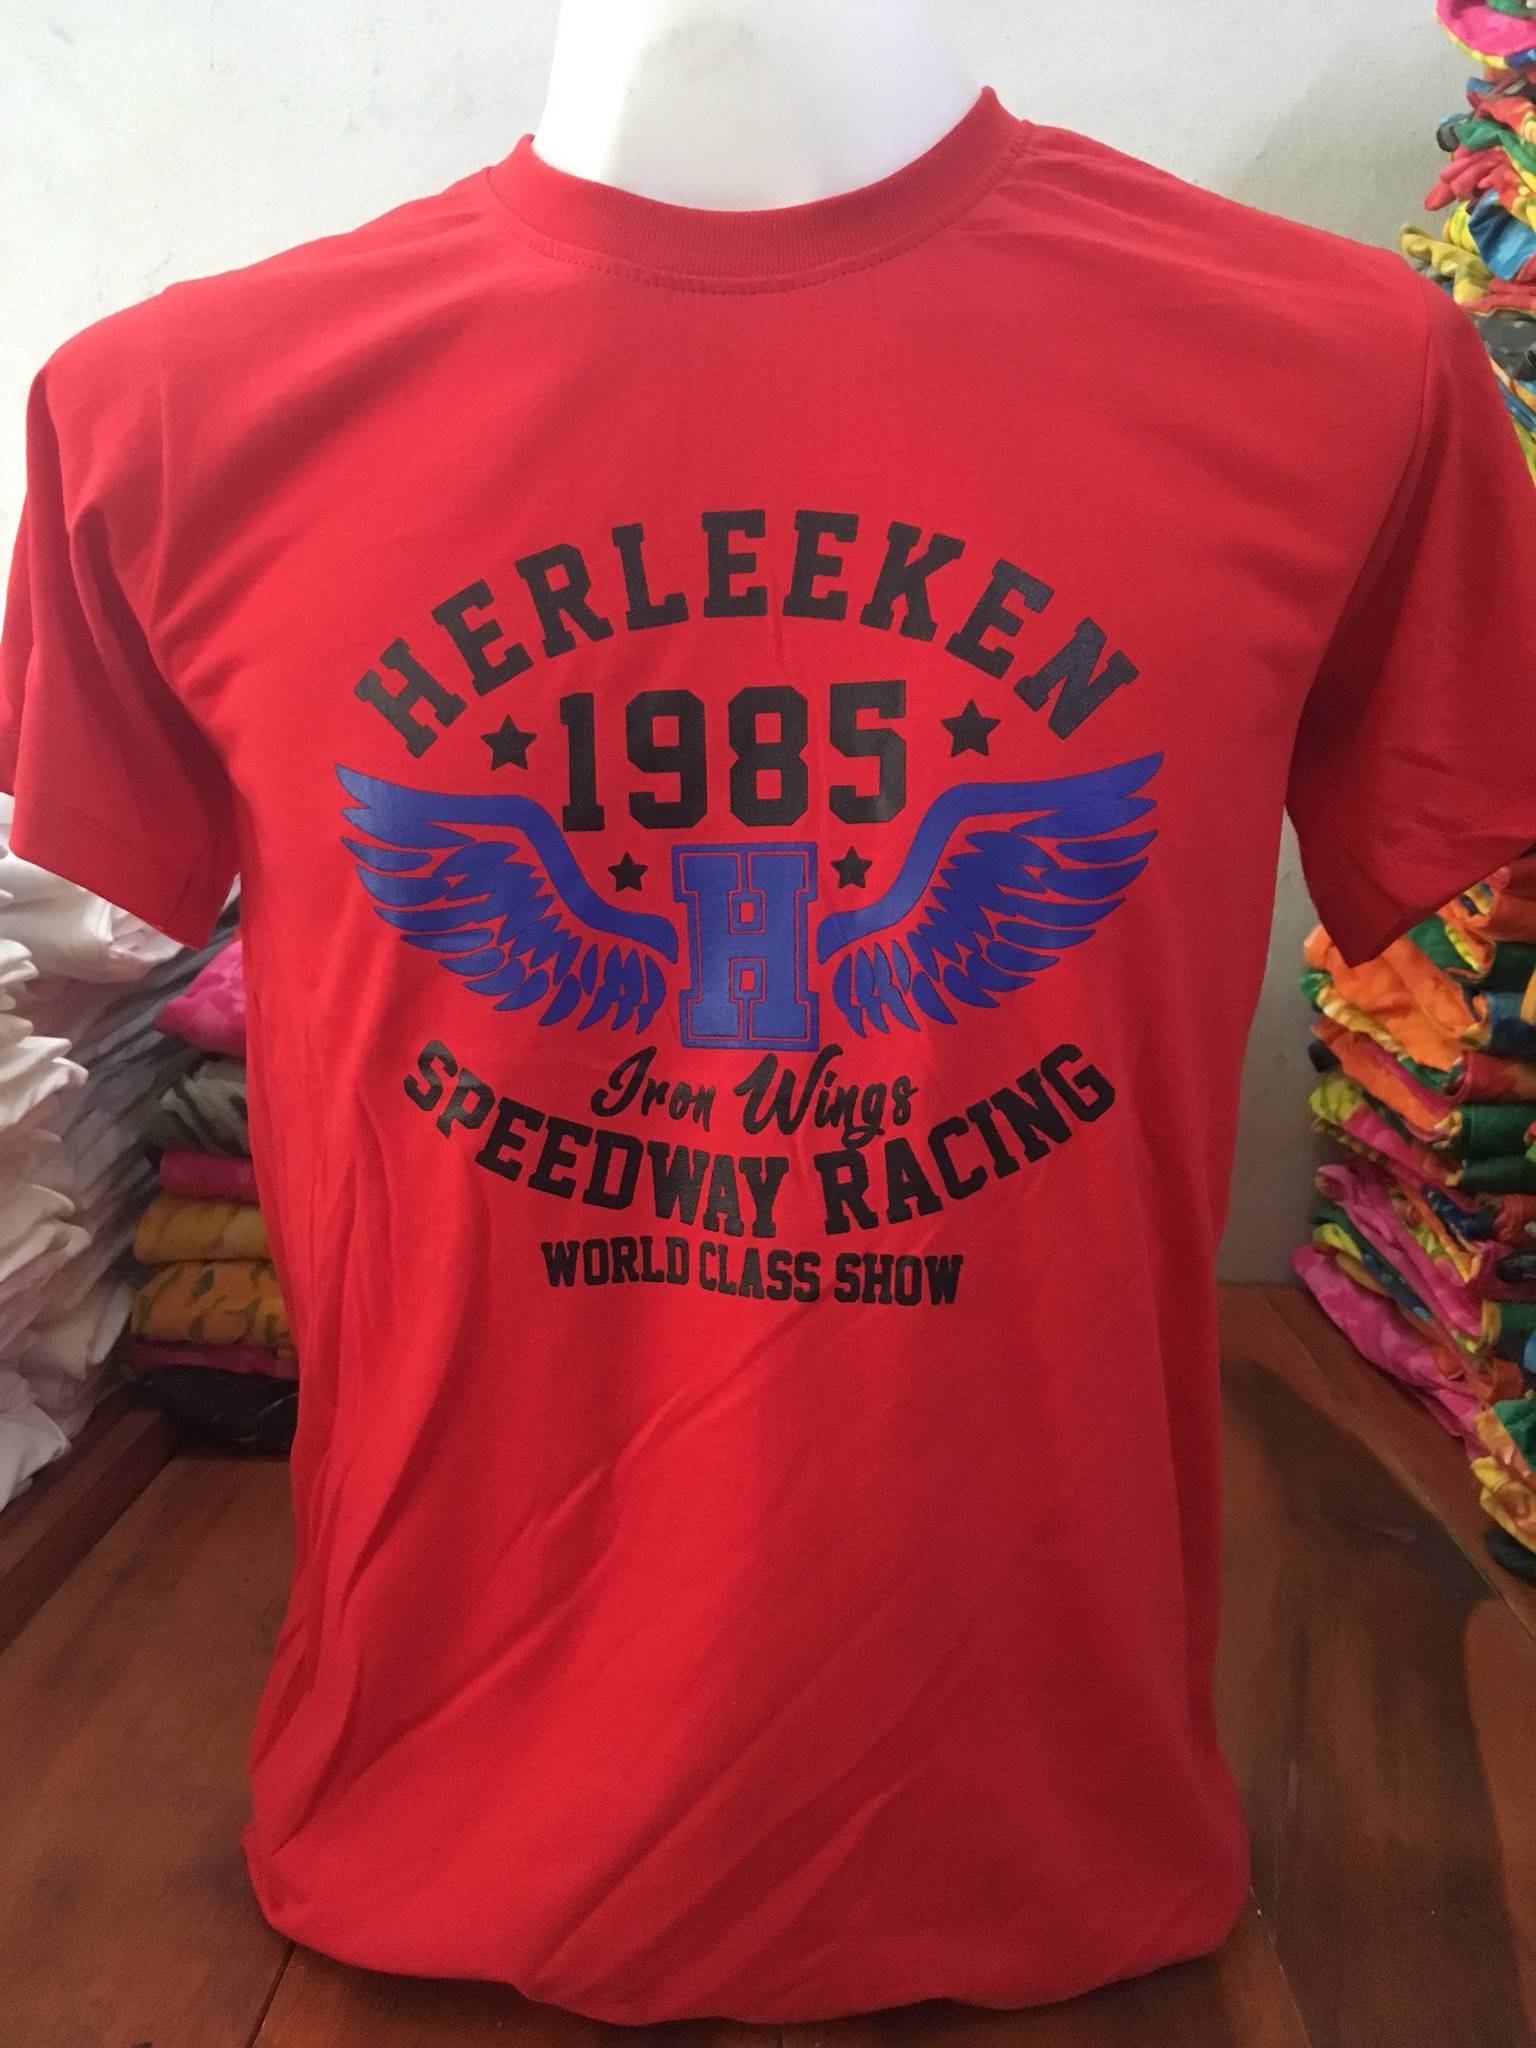 HERLEEKEN
1985
H
Iron Wings
SPEEDWAY RACING
WORLD CLASS SHOW